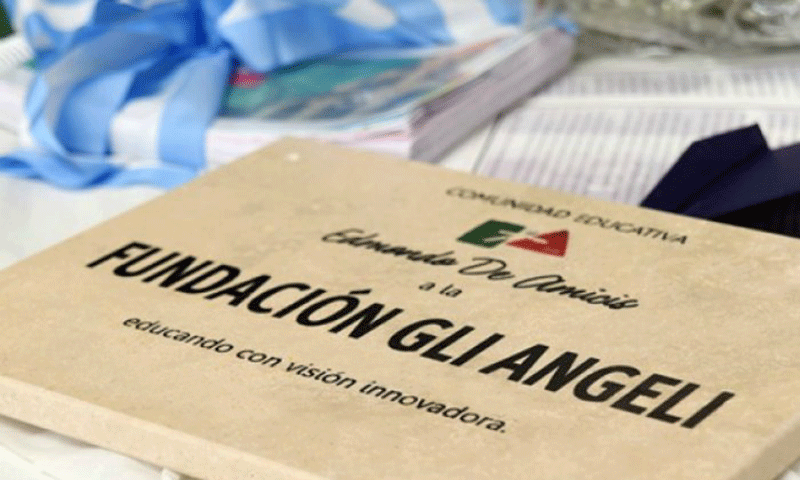 COMUNIDAD EDUCATIVA
Edmondo De Amicis
a la
FUNDACIÓN GLI ANGELI
educando con visión innovadora.